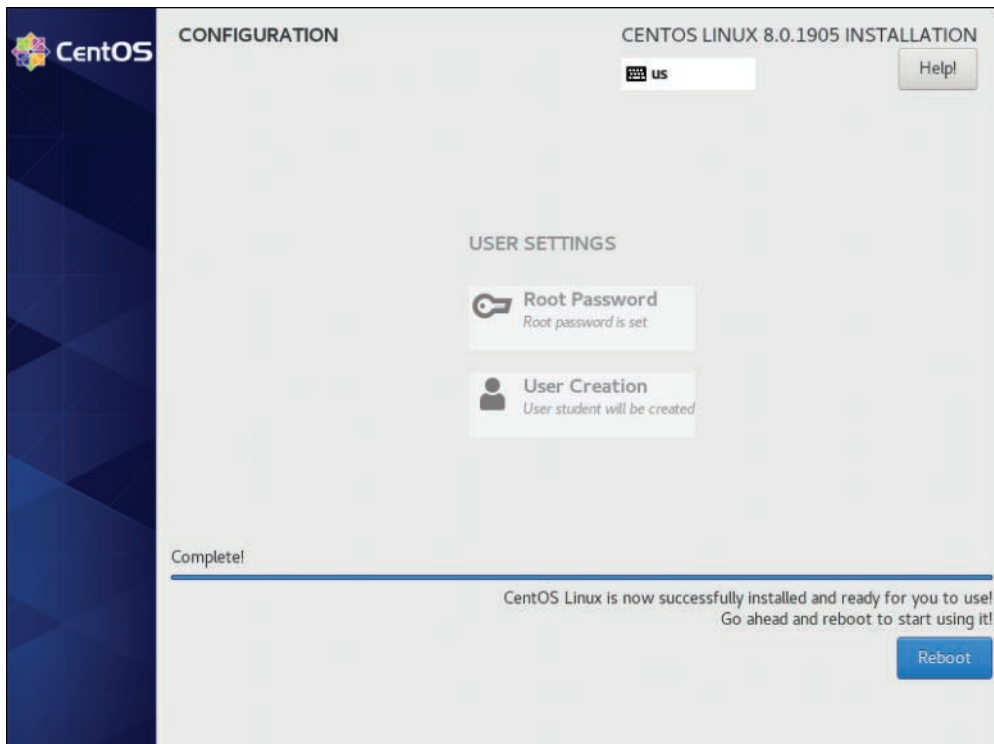 CentOS
CONFIGURATION
CENTOS LINUX 8.0.1905 INSTALLATION
us
Help!
USER SETTINGS
Root Password
Root password is set
User Creation
User student will be created
Complete!
CentOS Linux is now successfully installed and ready for you to use!
Go ahead and reboot to start using it!
Reboot